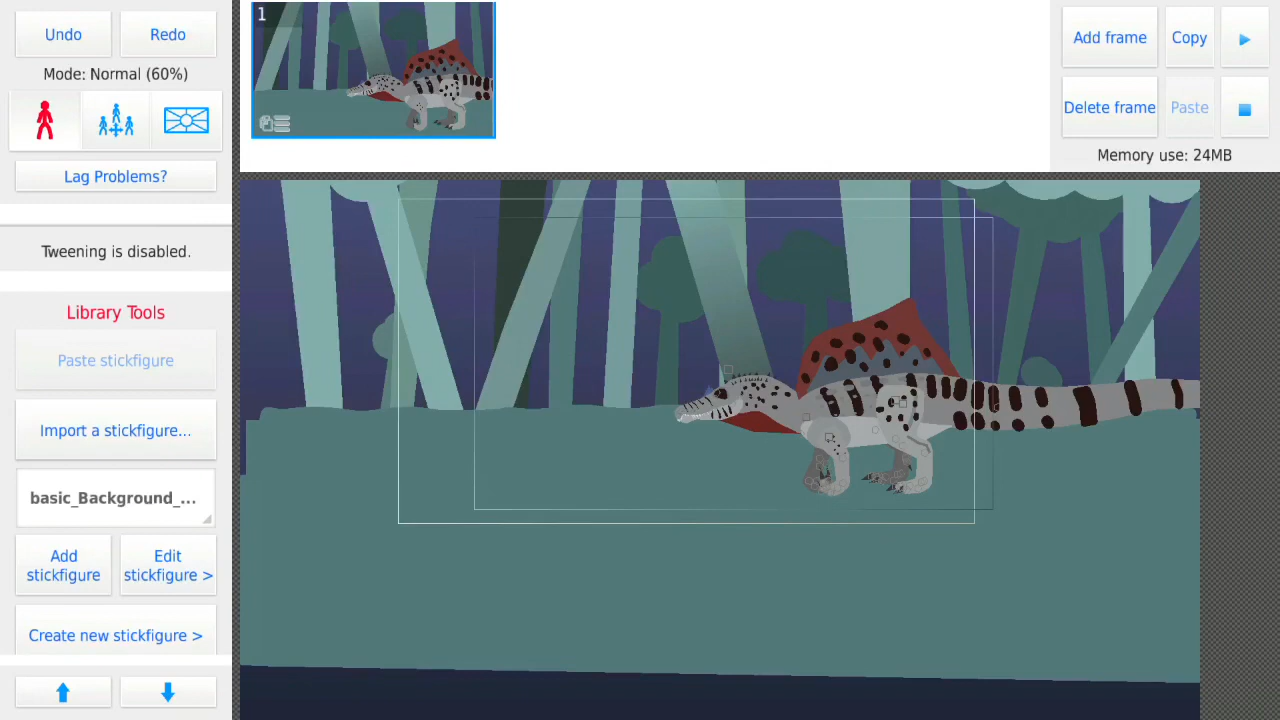 Undo
Redo
Mode: Normal (60%)
Lag Problems?
Tweening is disabled.
Library Tools
Paste stickfigure
Import a stickfigure...
basic_Background_...
Add stickfigure
Edit stickfigure >
Create new stickfigure >
1
Add frame
Copy
Delete frame
Paste
Memory use: 24MB